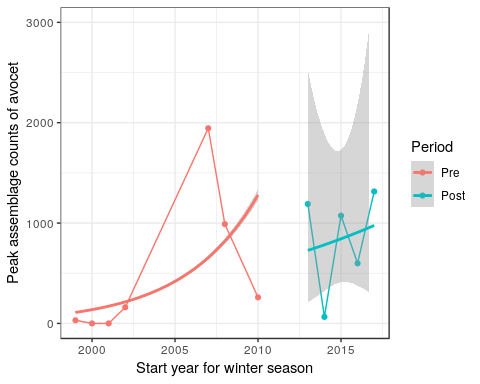 Peak assemblage counts of avocet
3000
2000
1000
0
2000
2005
2010
2015
Start year for winter season
Period
Pre
Post